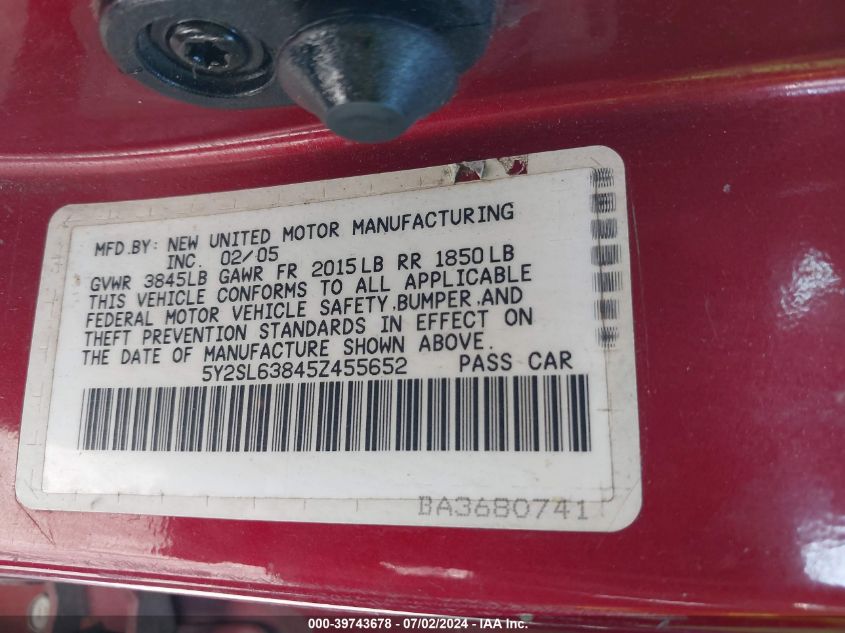 MFD.BY: NEW UNITED MOTOR MANUFACTURING
INC. 02/05
GVWR 3845LB GAWR FR 2015LB RR 1850LB
THIS VEHICLE CONFORMS TO ALL APPLICABLE
FEDERAL MOTOR VEHICLE SAFETY,BUMPER,AND
THEFT PREVENTION STANDARDS IN EFFECT ON
THE DATE OF MANUFACTURE SHOWN ABOVE.
5Y2SL63845Z455652 PASS CAR
BA3680741
000-39743678 - 07/02/2024 - IAA Inc.